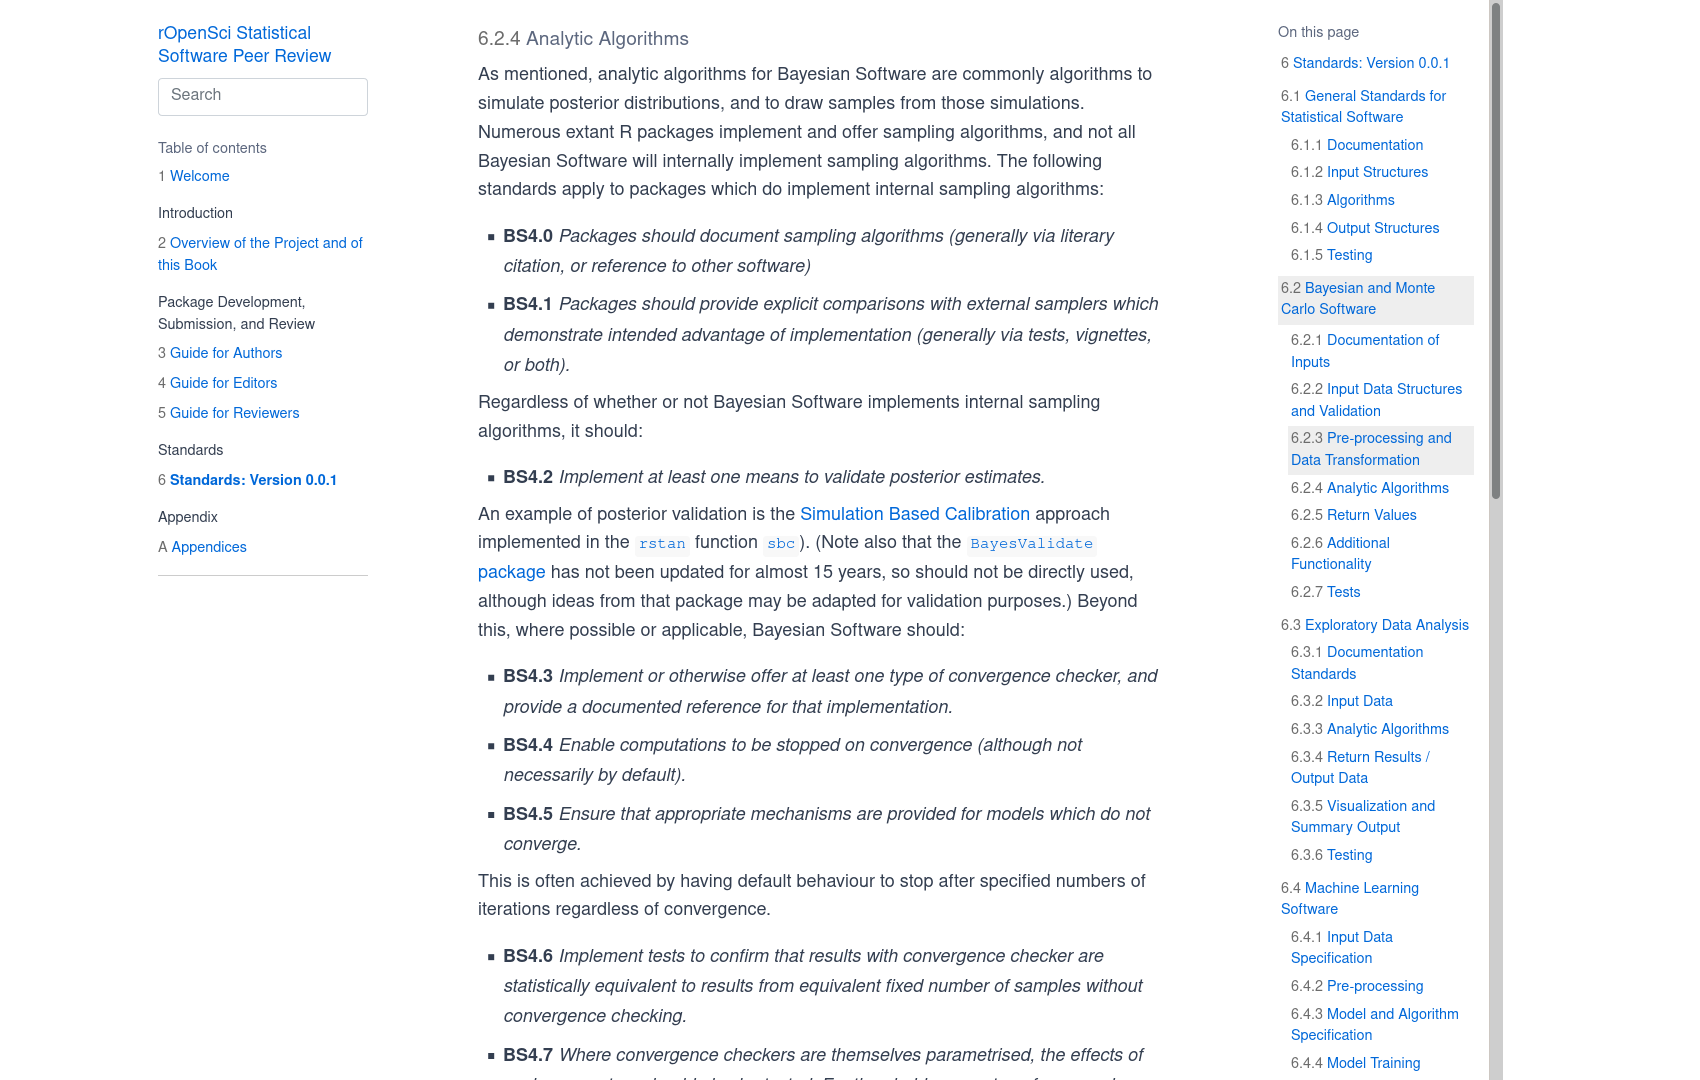 rOpenSci Statistical
Software Peer Review
Search
Table of contents
1 Welcome
Introduction
2 Overview of the Project and of
this Book
Package Development,
Submission, and Review
3 Guide for Authors
4 Guide for Editors
5 Guide for Reviewers
Standards
6 Standards: Version 0.0.1
Appendix
A Appendices
6.2.4 Analytic Algorithms
As mentioned, analytic algorithms for Bayesian Software are commonly algorithms to
simulate posterior distributions, and to draw samples from those simulations.
Numerous extant R packages implement and offer sampling algorithms, and not all
Bayesian Software will internally implement sampling algorithms. The following
standards apply to packages which do implement internal sampling algorithms:
▪ BS4.0 Packages should document sampling algorithms (generally via literary
citation, or reference to other software)
▪ BS4.1 Packages should provide explicit comparisons with external samplers which
demonstrate intended advantage of implementation (generally via tests, vignettes,
or both).
Regardless of whether or not Bayesian Software implements internal sampling
algorithms, it should:
▪ BS4.2 Implement at least one means to validate posterior estimates.
An example of posterior validation is the Simulation Based Calibration approach
implemented in the rstan function sbc). (Note also that the BayesValidate
package has not been updated for almost 15 years, so should not be directly used,
although ideas from that package may be adapted for validation purposes.) Beyond
this, where possible or applicable, Bayesian Software should:
▪ BS4.3 Implement or otherwise offer at least one type of convergence checker, and
provide a documented reference for that implementation.
▪ BS4.4 Enable computations to be stopped on convergence (although not
necessarily by default).
▪ BS4.5 Ensure that appropriate mechanisms are provided for models which do not
converge.
This is often achieved by having default behaviour to stop after specified numbers of
iterations regardless of convergence.
▪ BS4.6 Implement tests to confirm that results with convergence checker are
statistically equivalent to results from equivalent fixed number of samples without
convergence checking.
▪ BS4.7 Where convergence checkers are themselves parametrised, the effects of
On this page
6 Standards: Version 0.0.1
6.1 General Standards for
Statistical Software
6.1.1 Documentation
6.1.2 Input Structures
6.1.3 Algorithms
6.1.4 Output Structures
6.1.5 Testing
6.2 Bayesian and Monte
Carlo Software
6.2.1 Documentation of
Inputs
6.2.2 Input Data Structures
and Validation
6.2.3 Pre-processing and
Data Transformation
6.2.4 Analytic Algorithms
6.2.5 Return Values
6.2.6 Additional
Functionality
6.2.7 Tests
6.3 Exploratory Data Analysis
6.3.1 Documentation
Standards
6.3.2 Input Data
6.3.3 Analytic Algorithms
6.3.4 Return Results /
Output Data
6.3.5 Visualization and
Summary Output
6.3.6 Testing
6.4 Machine Learning
Software
6.4.1 Input Data
Specification
6.4.2 Pre-processing
6.4.3 Model and Algorithm
Specification
6.4.4 Model Training